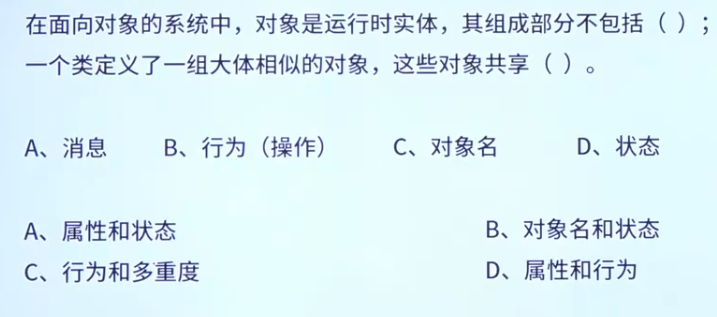 在面向对象的系统中，对象是运行时实体，其组成部分不包括（ ）；
一个类定义了一组大体相似的对象，这些对象共享（ ）。
A、消息 B、行为（操作） C、对象名 D、状态
A、属性和状态 B、对象名和状态
C、行为和多重度 D、属性和行为